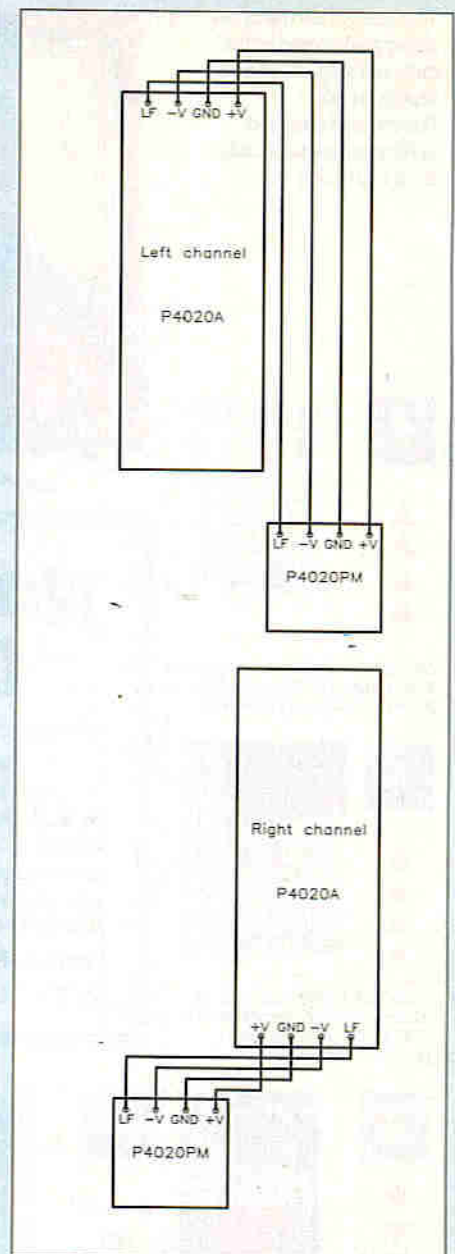 LF -V GND +V
Left channel
P4020A
LF -V GND +V
P4020PM
Right channel
P4020A
+V GND -V LF
LF -V GND +V
P4020PM